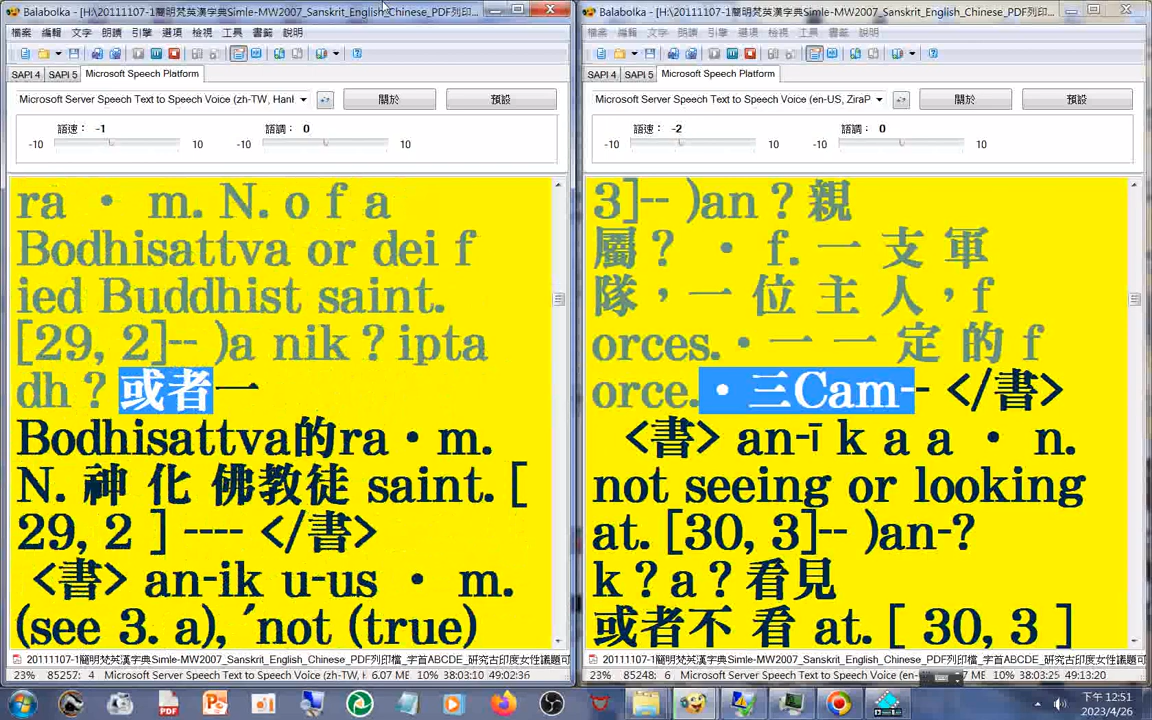 Balabolka - [H:\20111107-1簡明梵英漢字典Simle-MW2007_Sanskrit_English_Chinese_PDF列印...
檔案 編輯 文字 朗讀 引擎 選項 檢視 工具 書籤 說明
SAPI 4 SAPI 5 Microsoft Speech Platform
Microsoft Server Speech Text to Speech Voice (zh-TW, Hanl
關於 預設
語速： -1 語調： 0
-10 10 -10 10
ra • m. N. o f a
Bodhisattva or dei f
ied Buddhist saint.
[29, 2]-- )a nik ? ipta
dh ? 或者一
Bodhisattva的ra • m.
N. 神 化 佛教徒 saint. [
29, 2 ] ---- </書>
<書> an-ik u-us • m.
(see 3. a), ´not (true)
20111107-1簡明梵英漢字典Simle-MW2007_Sanskrit_English_Chinese_PDF列印檔_字首ABCDE_研究古印度女性議題可
23% 85257: 4 Microsoft Server Speech Text to Speech Voice (zh-TW, H 6.07 ME 10% 38:03:10 49:02:36
Balabolka - [H:\20111107-1簡明梵英漢字典Simle-MW2007_Sanskrit_English_Chinese_PDF列印...
檔案 編輯 文字 朗讀 引擎 選項 檢視 工具 書籤 說明
SAPI 4 SAPI 5 Microsoft Speech Platform
Microsoft Server Speech Text to Speech Voice (en-US, ZiraP
關於 預設
語速： -2 語調： 0
-10 10 -10 10
3]-- )an ? 親
屬 ? • f. 一 支 軍
隊，一 位 主 人，f
orces. • 一 一 定 的 f
orce. • 三Cam-- </書>
<書> an-ī k a a • n.
not seeing or looking
at. [30, 3]-- )an-?
k ? a ? 看見
或者不 看 at. [ 30, 3 ]
20111107-1簡明梵英漢字典Simle-MW2007_Sanskrit_English_Chinese_PDF列印檔_字首ABCDE_研究古印度女性議題可
23% 85248: 6 Microsoft Server Speech Text to Speech Voice 7 ME 10% 38:03:25 49:13:20
PDF
下午 12:51
2023/4/26